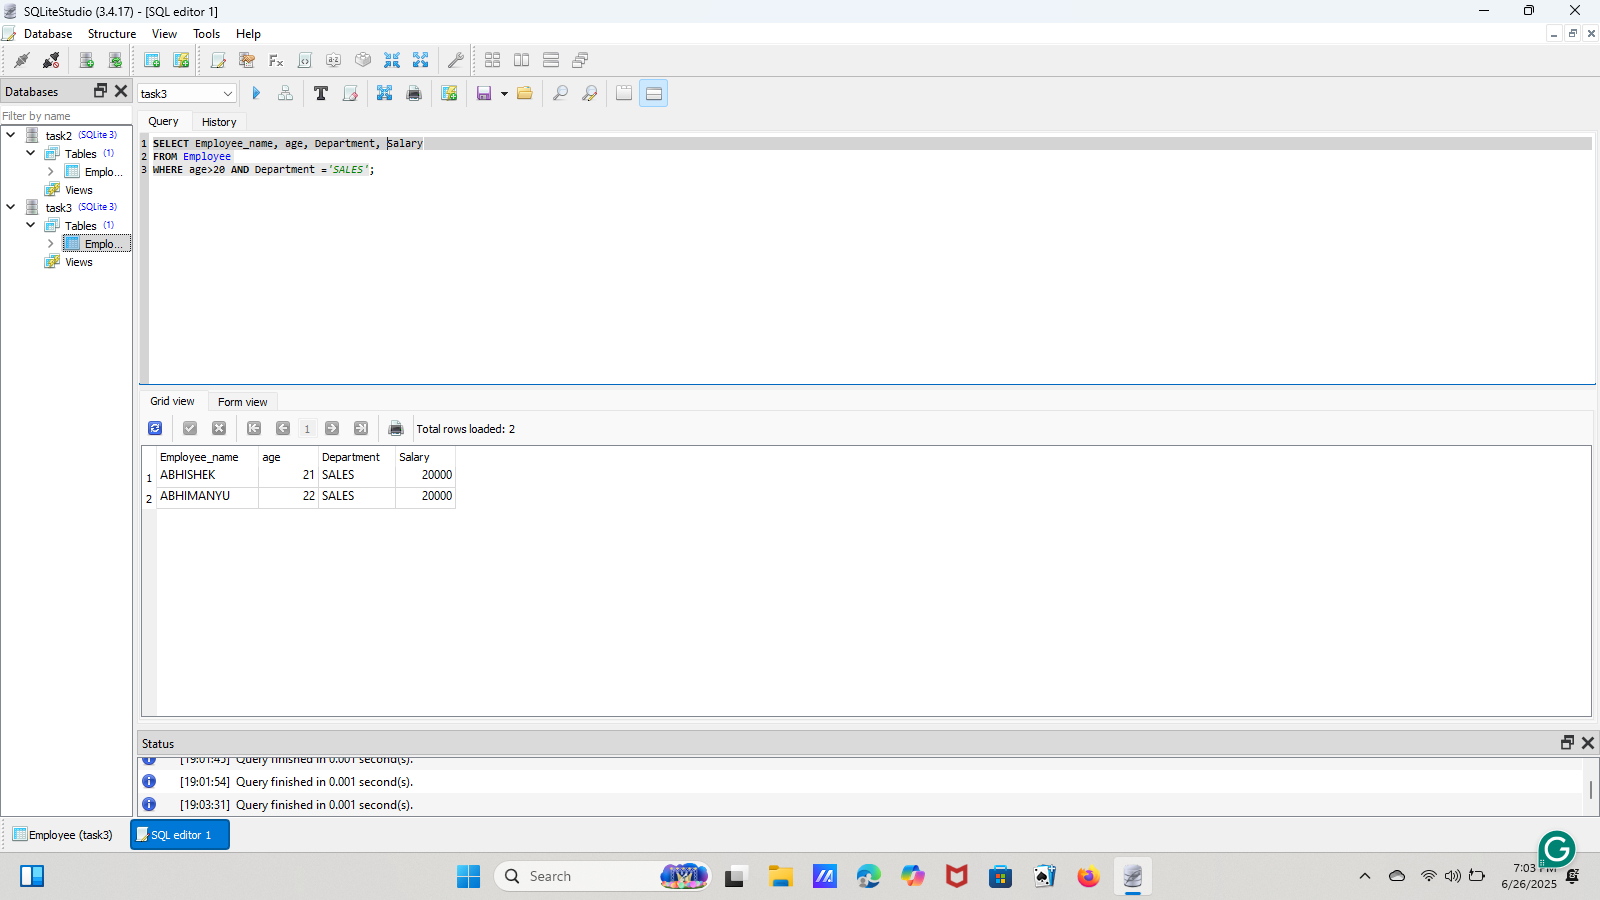 SQLiteStudio (3.4.17) - [SQL editor 1]
Database Structure View Tools Help
Databases
task3
Filter by name
Query History
task2 (SQLite 3)
Tables (1)
Emplo...
Views
task3 (SQLite 3)
Tables (1)
Emplo...
Views
1 SELECT Employee_name, age, Department, Salary
2 FROM Employee
3 WHERE age>20 AND Department ='SALES';
Grid view Form view
1 Total rows loaded: 2
Employee_name age Department Salary
1 ABHISHEK 21 SALES 20000
2 ABHIMANYU 22 SALES 20000
Status
[19:01:45] Query finished in 0.001 second(s).
[19:01:54] Query finished in 0.001 second(s).
[19:03:31] Query finished in 0.001 second(s).
Employee (task3) SQL editor 1
Search
7:03 PM
6/26/2025